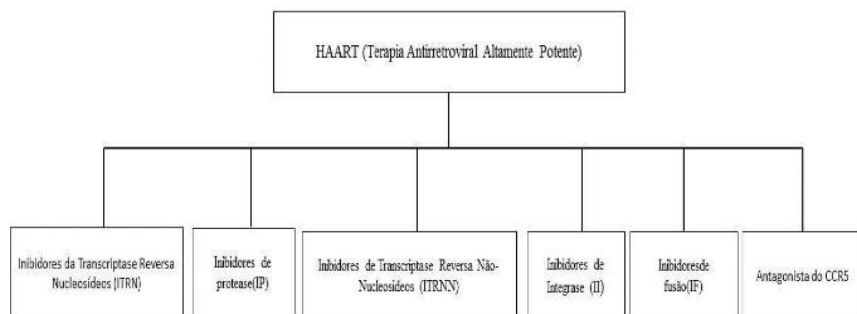 HAART (Terapia Antirretroviral Altamente Potente)
Inibidores da Transcriptase Reversa
Nucleosídeos (ITRN)
Inibidores de
protease(IP)
Inibidores de Transcriptase Reversa Não-
Nucleosídeos (ITRNN)
Inibidores de
Integrase (II)
Inibidoresde
fusão(IF)
Antagonista do CCR5